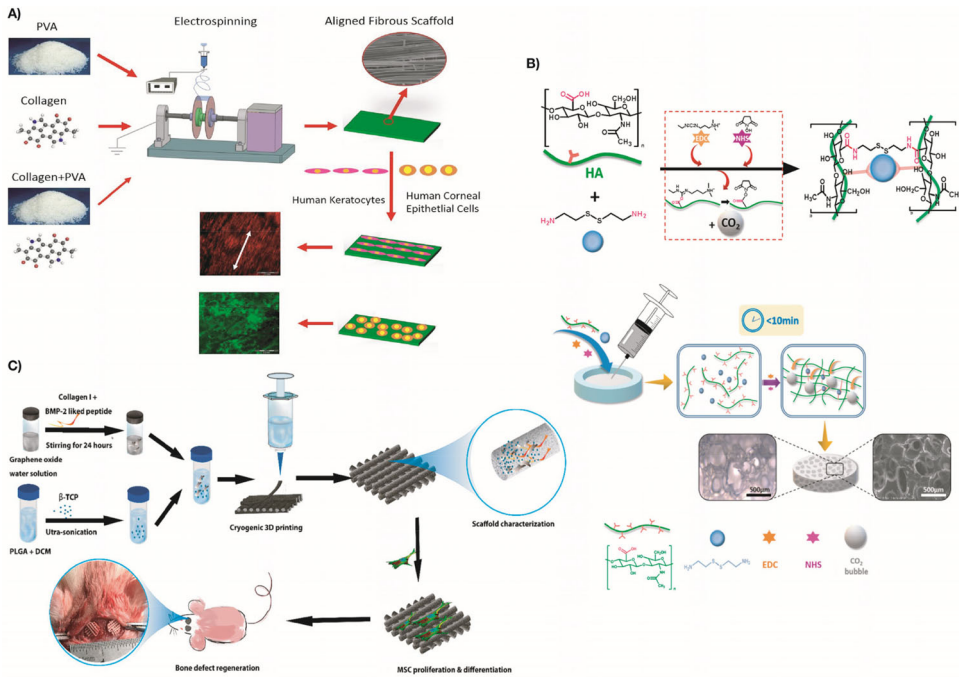 A)
PVA
Electrospinning
Aligned Fibrous Scaffold
Collagen
Collagen+PVA
Human Keratocytes
Human Corneal
Epithetlial Cells
B)
HA
+
EDC
NHS
+ CO2
<10min
500µm
500µm
EDC
NHS
CO2
bubble
C)
Collagen I +
BMP-2 liked peptide
Stirring for 24 hours
Graphene oxide
water solution
β-TCP
Utra-sonication
PLGA + DCM
Cryogenic 3D printing
Scaffold characterization
MSC proliferation & differentiation
Bone defect regeneration